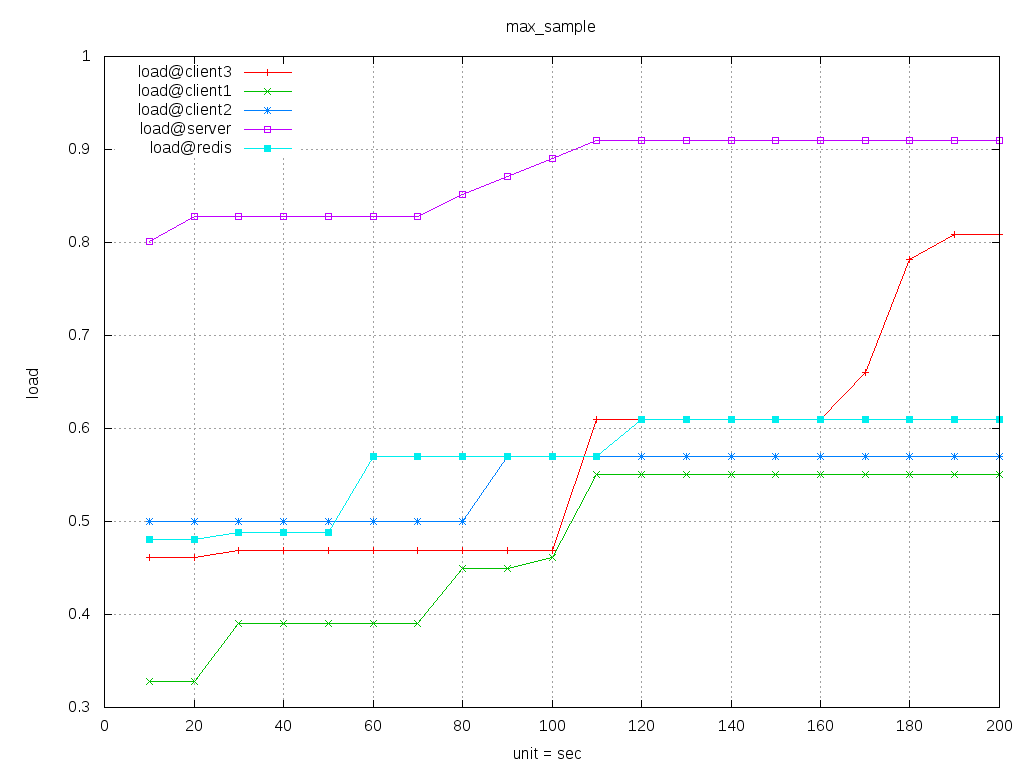 max_sample
load@client3
load@client1
load@client2
load@server
load@redis
1
0.9
0.8
0.7
0.6
0.5
0.4
0.3
load
0 20 40 60 80 100 120 140 160 180 200
unit = sec